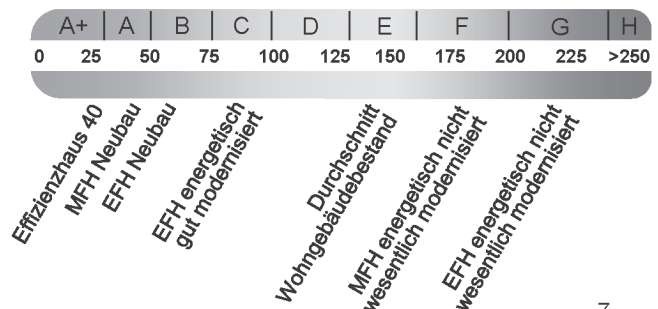 A+ A B C D E F G H
0 25 50 75 100 125 150 175 200 225 >250
Effizienzhaus 40
MFH Neubau
EFH Neubau
EFH energetisch
gut modernisiert
Durchschnitt
Wohngebäudebestand
MFH energetisch nicht
wesentlich modernisiert
EFH energetisch nicht
wesentlich modernisiert